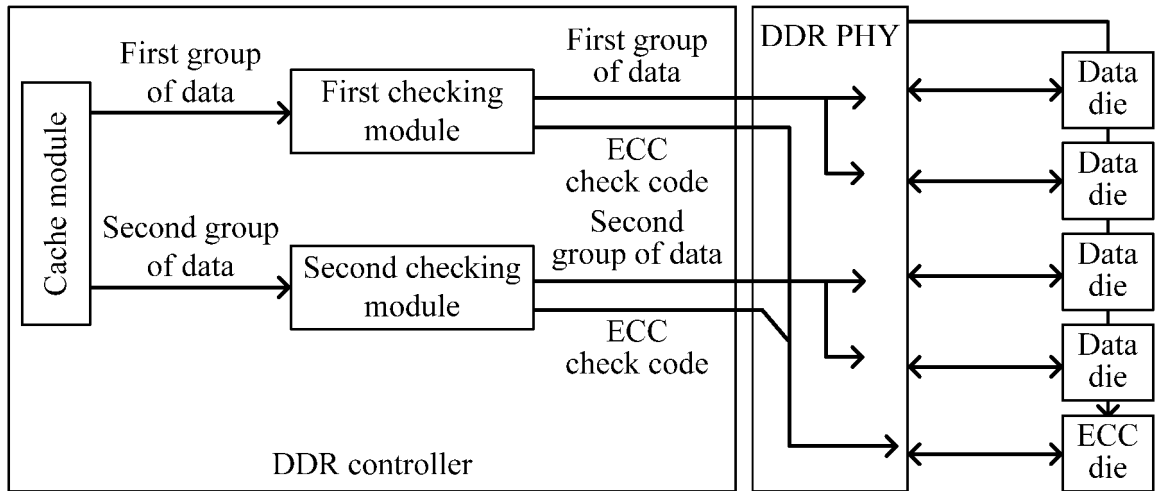 Cache module
First group
of data
Second group
of data
First checking
module
Second checking
module
First group
of data
ECC
check code
Second
group of data
ECC
check code
DDR controller
DDR PHY
Data
die
Data
die
Data
die
Data
die
ECC
die